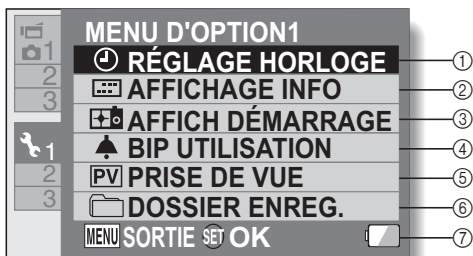 MENU D'OPTION1
RÉGLAGE HORLOGE
AFFICHAGE INFO
AFFICH DÉMARRAGE
BIP UTILISATION
PV PRISE DE VUE
DOSSIER ENREG.
MENU SORTIE SET OK
1
2
3
1
2
3
①
②
③
④
⑤
⑥
⑦